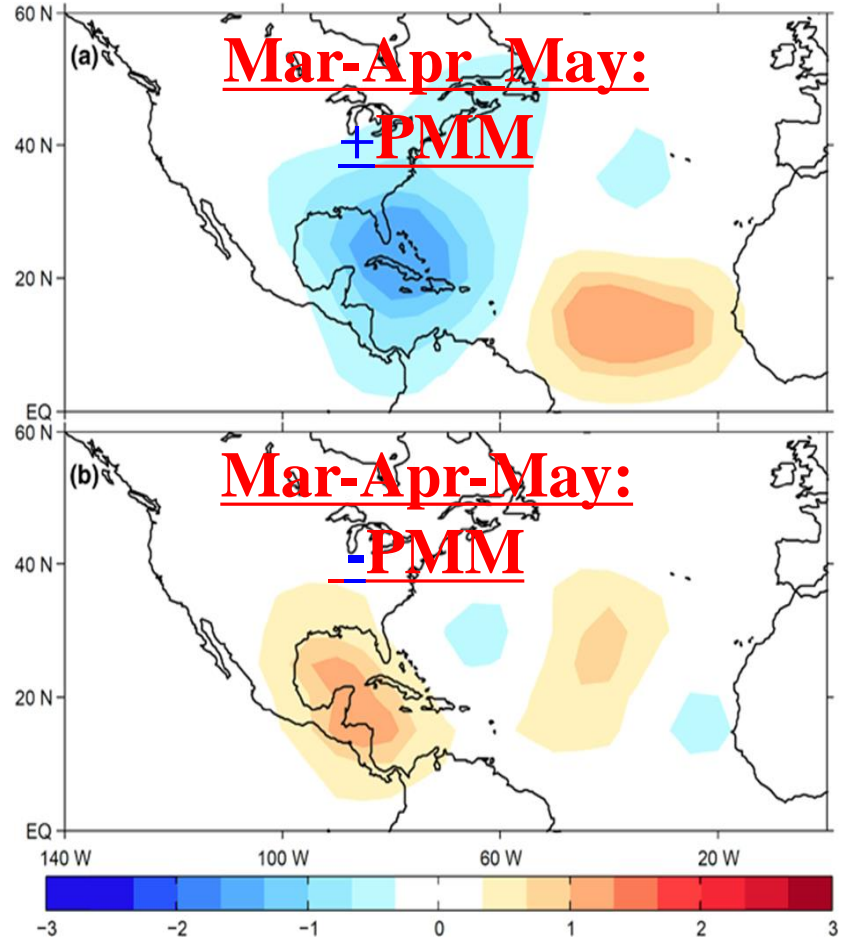 60 N
(a)
Mar-Apr_May:
40 N
+PMM
20 N
EQ
60 N
(b)
Mar-Apr-May:
40 N
-PMM
20 N
EQ
140 W 100 W 60 W 20 W
−3 −2 −1 0 1 2 3